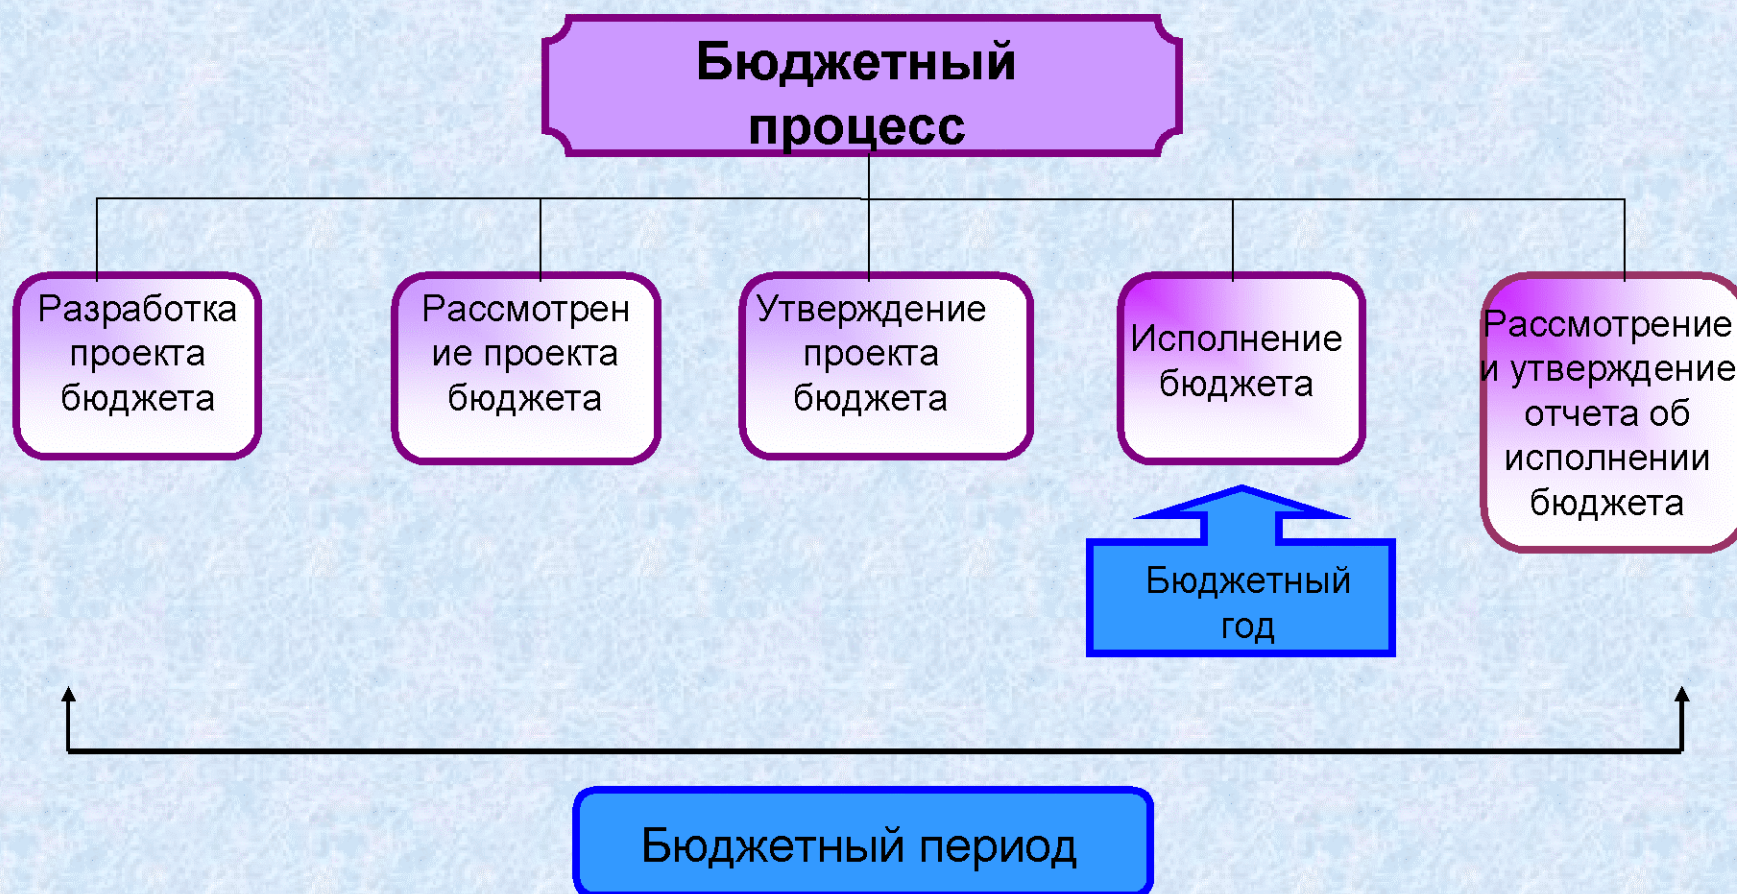 Бюджетный
процесс
Разработка
проекта
бюджета
Рассмотрен
ие проекта
бюджета
Утверждение
проекта
бюджета
Исполнение
бюджета
Рассмотрение
и утверждение
отчета об
исполнении
бюджета
Бюджетный
год
Бюджетный период